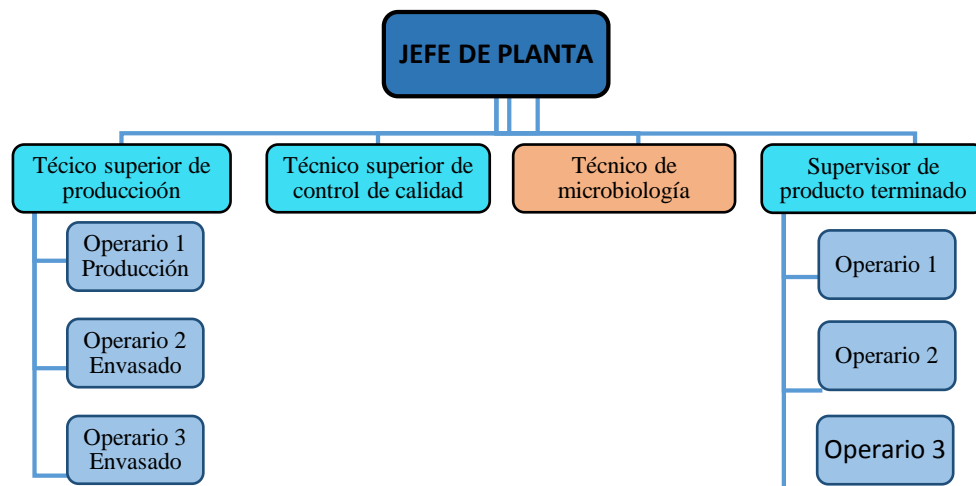 JEFE DE PLANTA
Técico superior de
produccioón
Técnico superior de
control de calidad
Técnico de
microbiología
Supervisor de
producto terminado
Operario 1
Producción
Operario 2
Envasado
Operario 3
Envasado
Operario 1
Operario 2
Operario 3